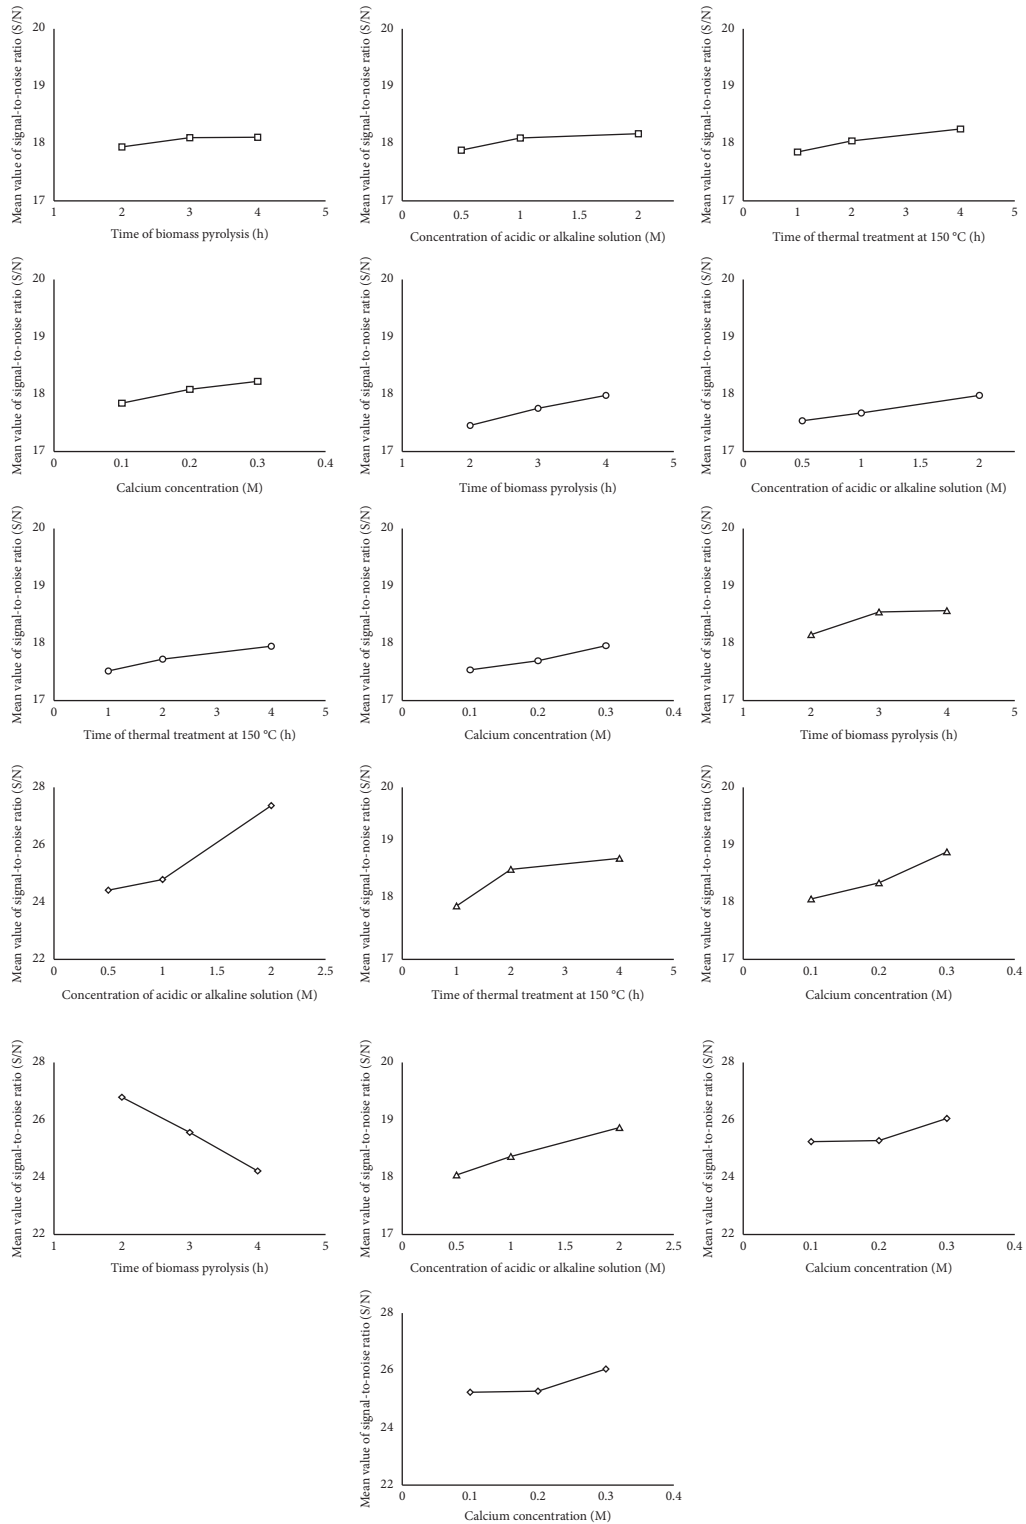 Mean value of signal-to-noise ratio (S/N)
20
19
18
17
1 2 3 4 5
Time of biomass pyrolysis (h)
Mean value of signal-to-noise ratio (S/N)
20
19
18
17
0 0.5 1 1.5 2
Concentration of acidic or alkaline solution (M)
Mean value of signal-to-noise ratio (S/N)
20
19
18
17
0 1 2 3 4 5
Time of thermal treatment at 150 °C (h)
Mean value of signal-to-noise ratio (S/N)
20
19
18
17
0 0.1 0.2 0.3 0.4
Calcium concentration (M)
Mean value of signal-to-noise ratio (S/N)
20
19
18
17
1 2 3 4 5
Time of biomass pyrolysis (h)
Mean value of signal-to-noise ratio (S/N)
20
19
18
17
0 0.5 1 1.5 2
Concentration of acidic or alkaline solution (M)
Mean value of signal-to-noise ratio (S/N)
20
19
18
17
0 1 2 3 4 5
Time of thermal treatment at 150 °C (h)
Mean value of signal-to-noise ratio (S/N)
20
19
18
17
0 0.1 0.2 0.3 0.4
Calcium concentration (M)
Mean value of signal-to-noise ratio (S/N)
20
19
18
17
1 2 3 4 5
Time of biomass pyrolysis (h)
Mean value of signal-to-noise ratio (S/N)
28
26
24
22
0 0.5 1 1.5 2 2.5
Concentration of acidic or alkaline solution (M)
Mean value of signal-to-noise ratio (S/N)
20
19
18
17
0 1 2 3 4 5
Time of thermal treatment at 150 °C (h)
Mean value of signal-to-noise ratio (S/N)
20
19
18
17
0 0.1 0.2 0.3 0.4
Calcium concentration (M)
Mean value of signal-to-noise ratio (S/N)
28
26
24
22
1 2 3 4 5
Time of biomass pyrolysis (h)
Mean value of signal-to-noise ratio (S/N)
20
19
18
17
0 0.5 1 1.5 2 2.5
Concentration of acidic or alkaline solution (M)
Mean value of signal-to-noise ratio (S/N)
28
26
24
22
0 0.1 0.2 0.3 0.4
Calcium concentration (M)
Mean value of signal-to-noise ratio (S/N)
28
26
24
22
0 0.1 0.2 0.3 0.4
Calcium concentration (M)